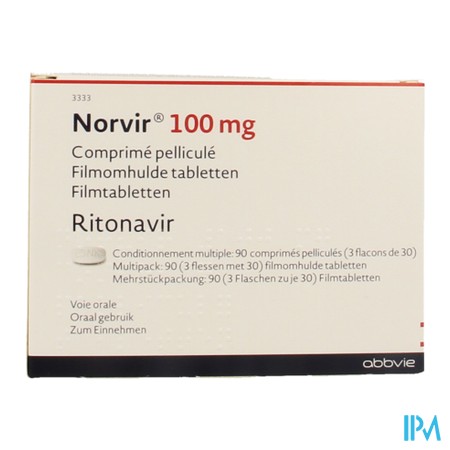 3333
Norvir® 100 mg
Comprimé pelliculé
Filmomhulde tabletten
Filmtabletten
Ritonavir
Conditionnement multiple: 90 comprimés pelliculés (3 flacons de 30)
Multipack: 90 (3 flessen met 30) filmomhulde tabletten
Mehrstückpackung: 90 (3 Flaschen zu je 30) Filmtabletten
Voie orale
Oraal gebruik
Zum Einnehmen
abbvie
IPM